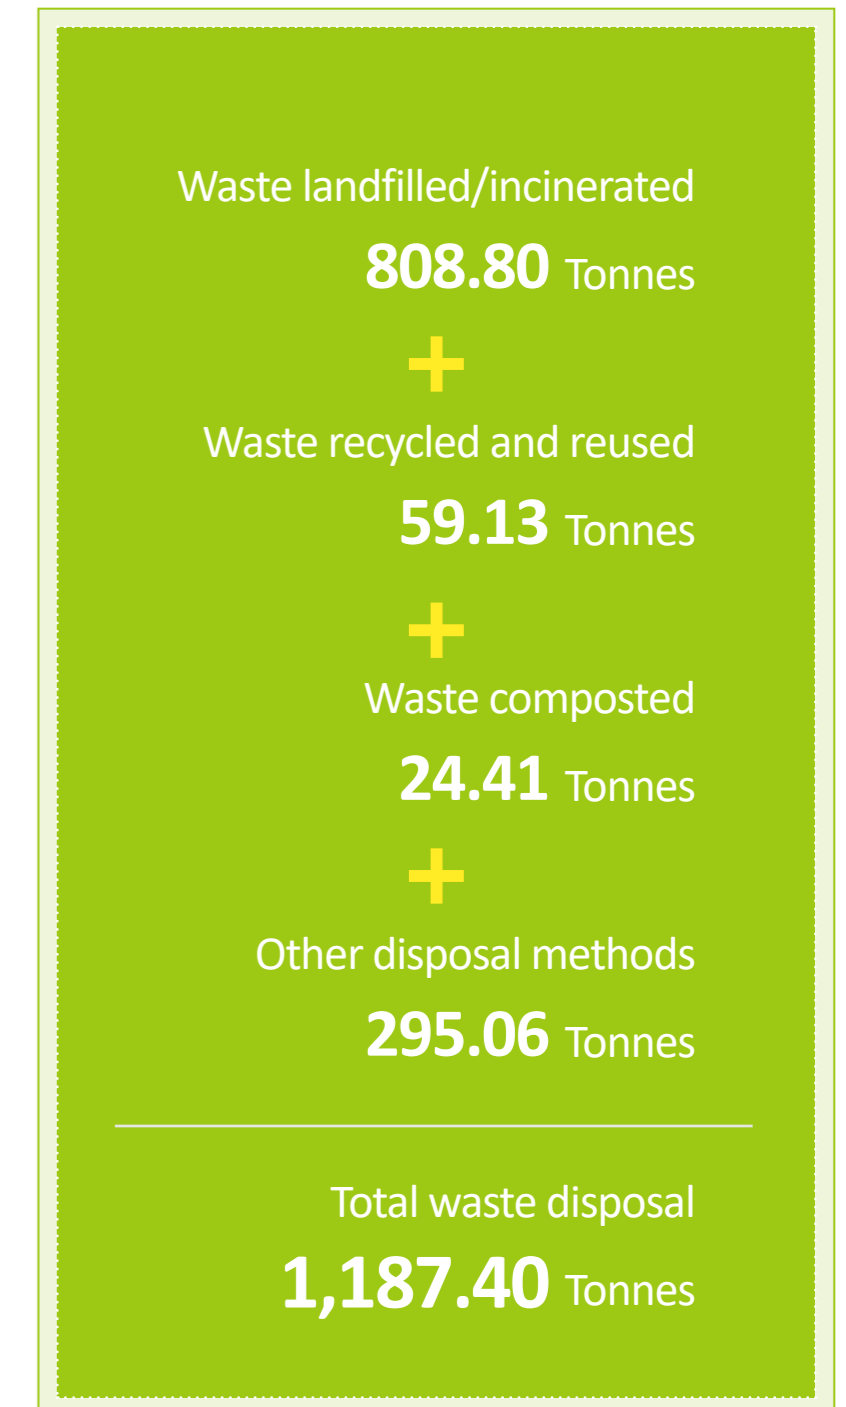 Waste landfilled/incinerated
808.80 Tonnes
+
Waste recycled and reused
59.13 Tonnes
+
Waste composted
24.41 Tonnes
+
Other disposal methods
295.06 Tonnes
Total waste disposal
1,187.40 Tonnes